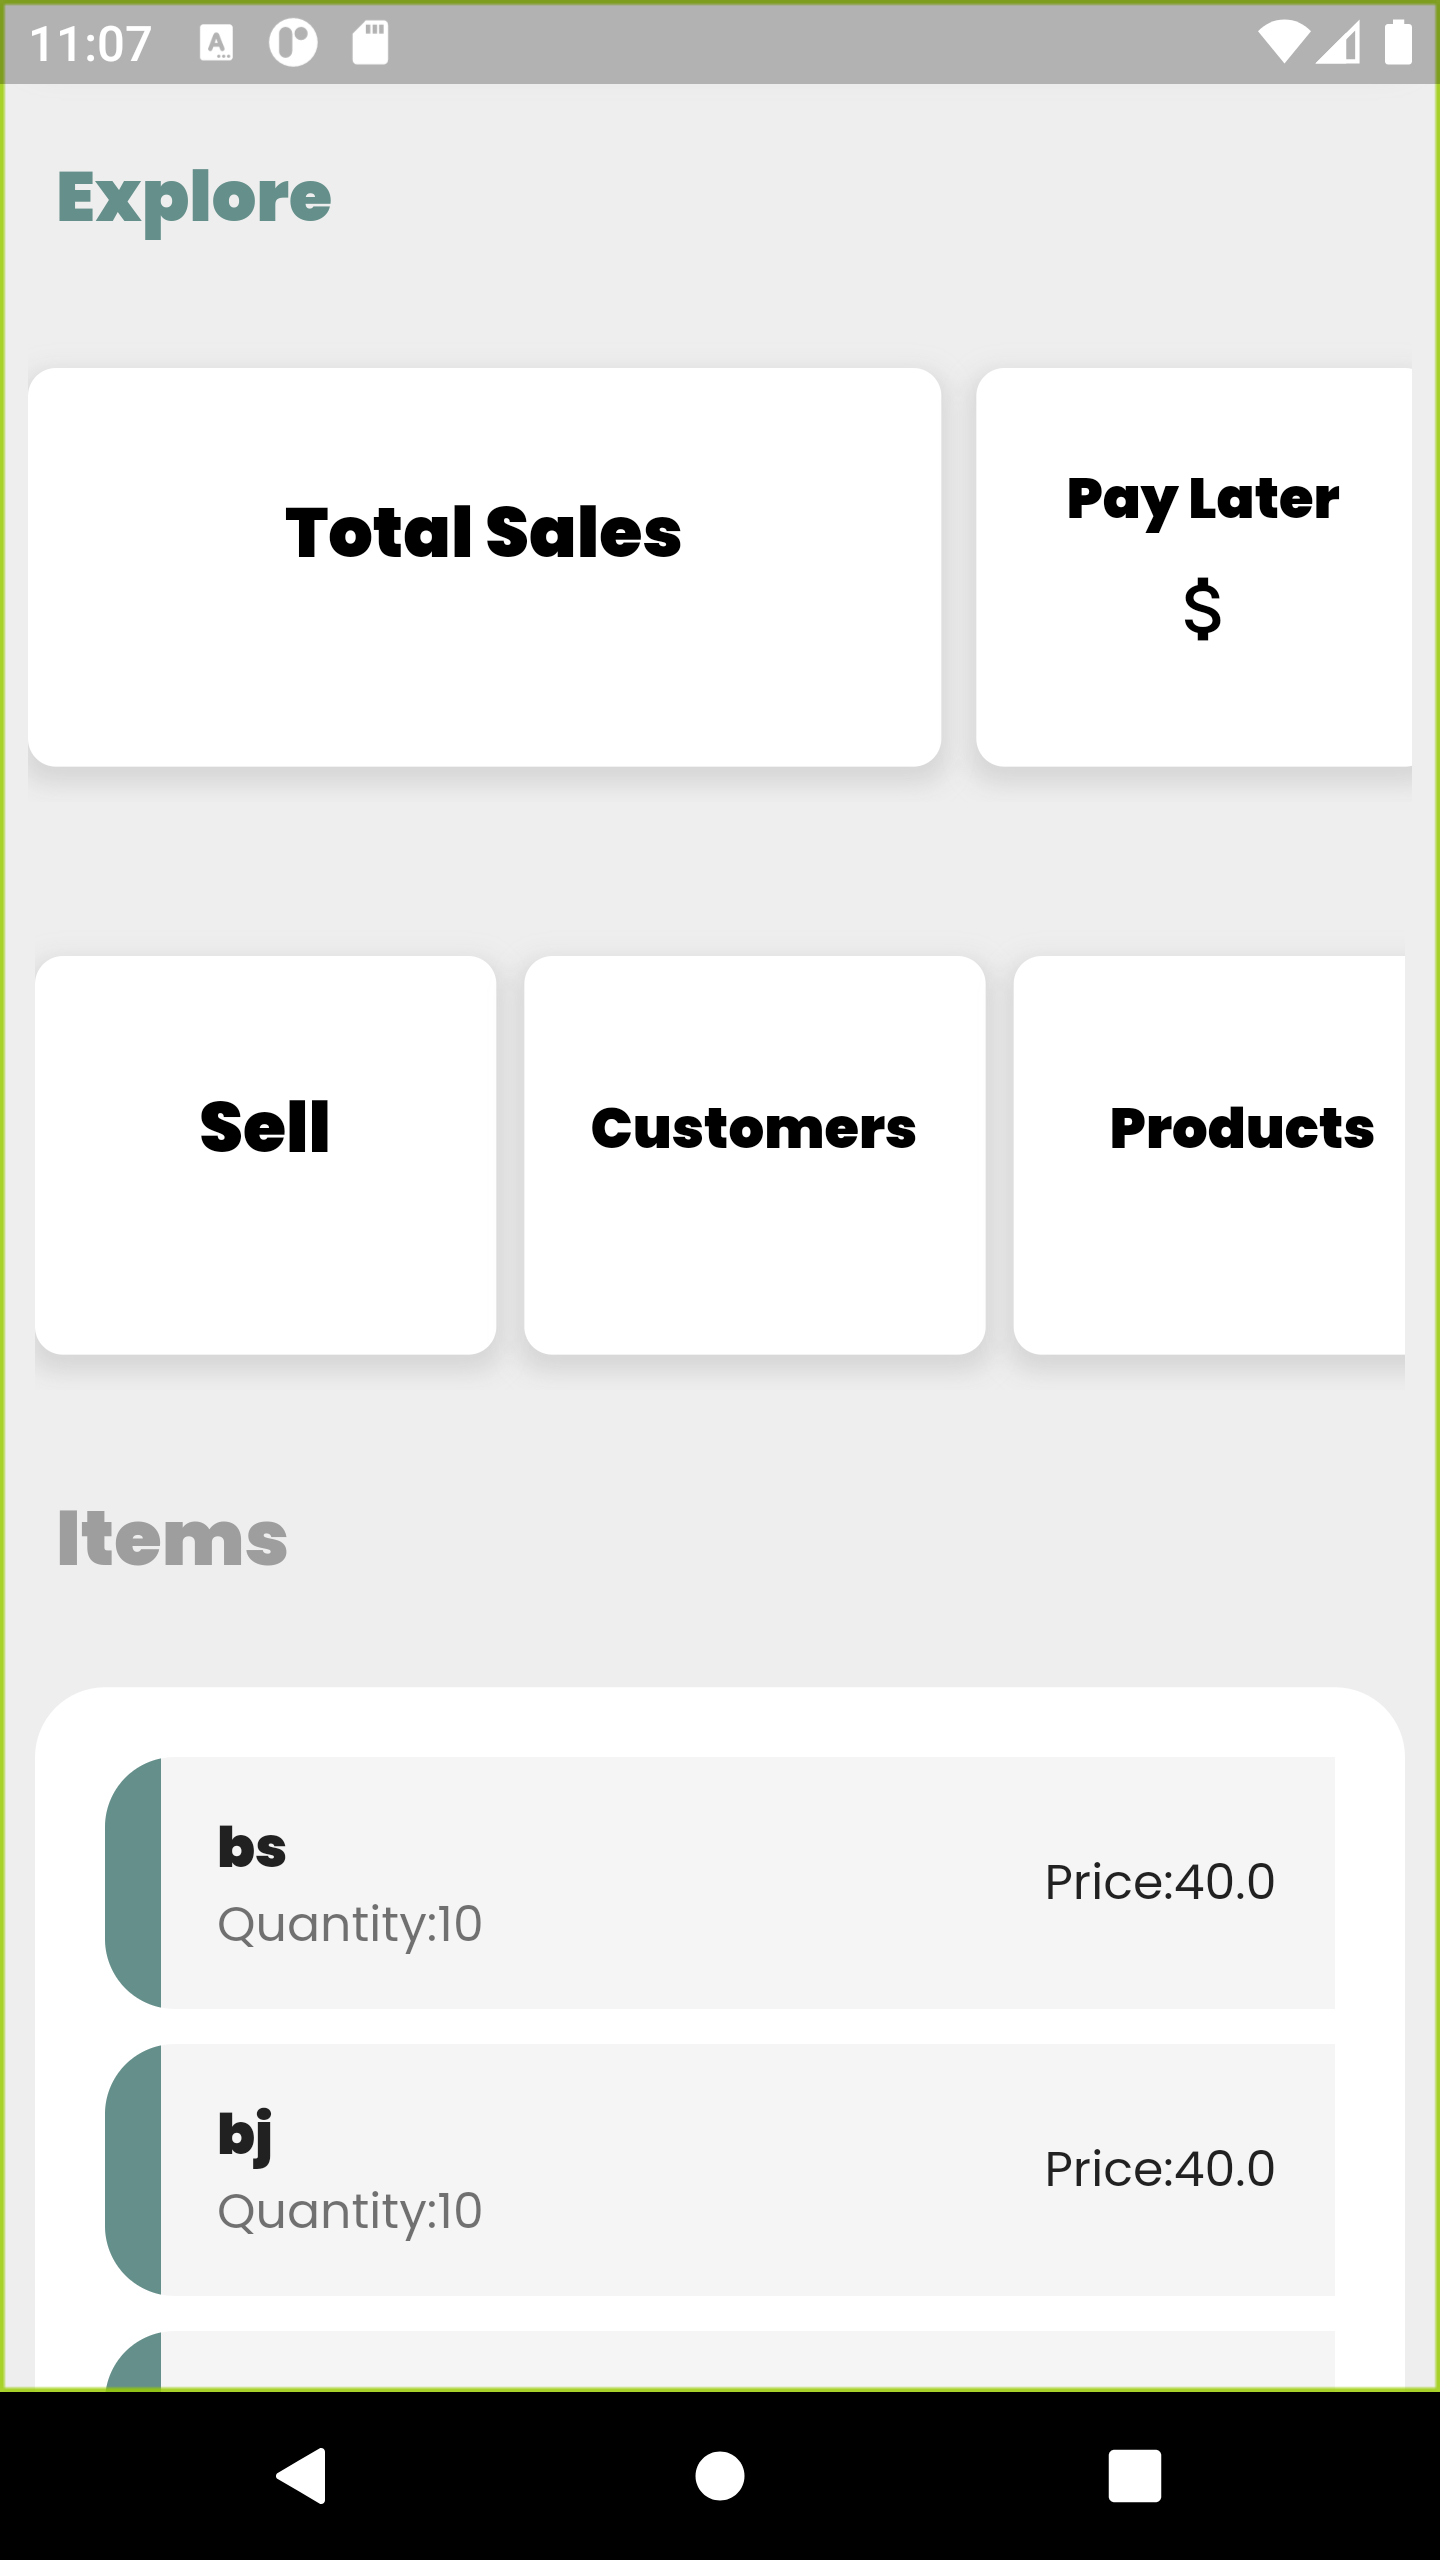 11:07
Explore
Total Sales
Pay Later
$
Sell
Customers
Products
Items
bs
Quantity:10
Price:40.0
bj
Quantity:10
Price:40.0